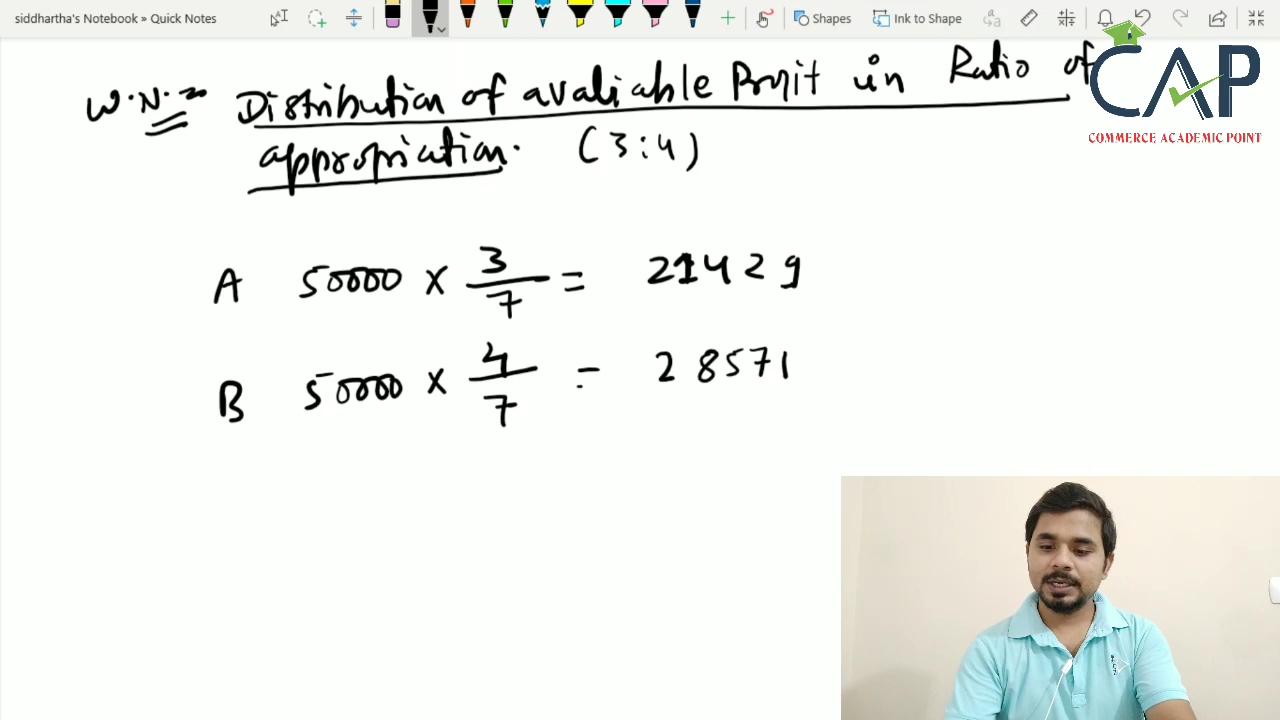 siddhartha's Notebook » Quick Notes
Shapes
Ink to Shape
W.N.=
Distribution of avaliable Profit in Ratio of
appropriation. (3:4)
CAP
COMMERCE ACADEMIC POINT
A 50000 × 3/7 = 21429
B 50000 × 4/7 = 28571